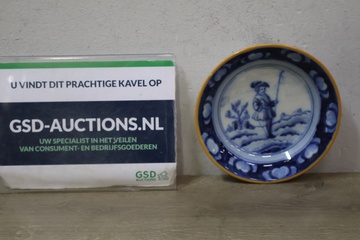 U VINDT DIT PRACHTIGE KAVEL OP
GSD-AUCTIONS.NL
UW SPECIALIST IN HET VEILEN
VAN CONSUMENT- EN BEDRIJFSGOEDEREN
GSD